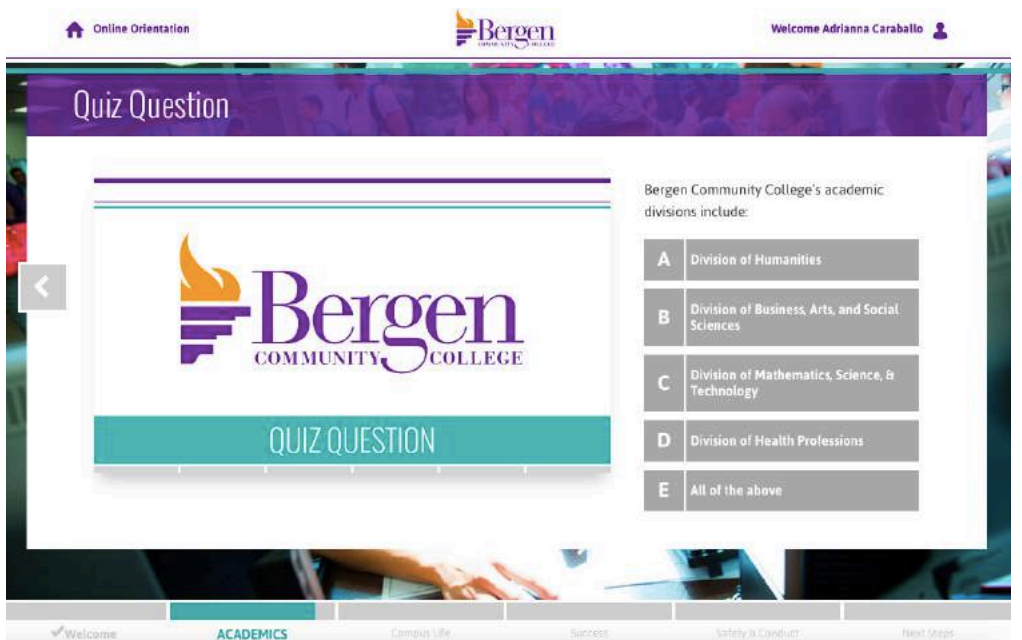 Online Orientation
Bergen
COMMUNITY COLLEGE
Welcome Adrianna Caraballo
Quiz Question
Bergen
COMMUNITY COLLEGE
QUIZ QUESTION
Bergen Community College's academic
divisions include:
A Division of Humanities
B Division of Business, Arts, and Social
Sciences
C Division of Mathematics, Science, &
Technology
D Division of Health Professions
E All of the above
Welcome ACADEMICS Campus Life Success Safety & Conduct Next Steps